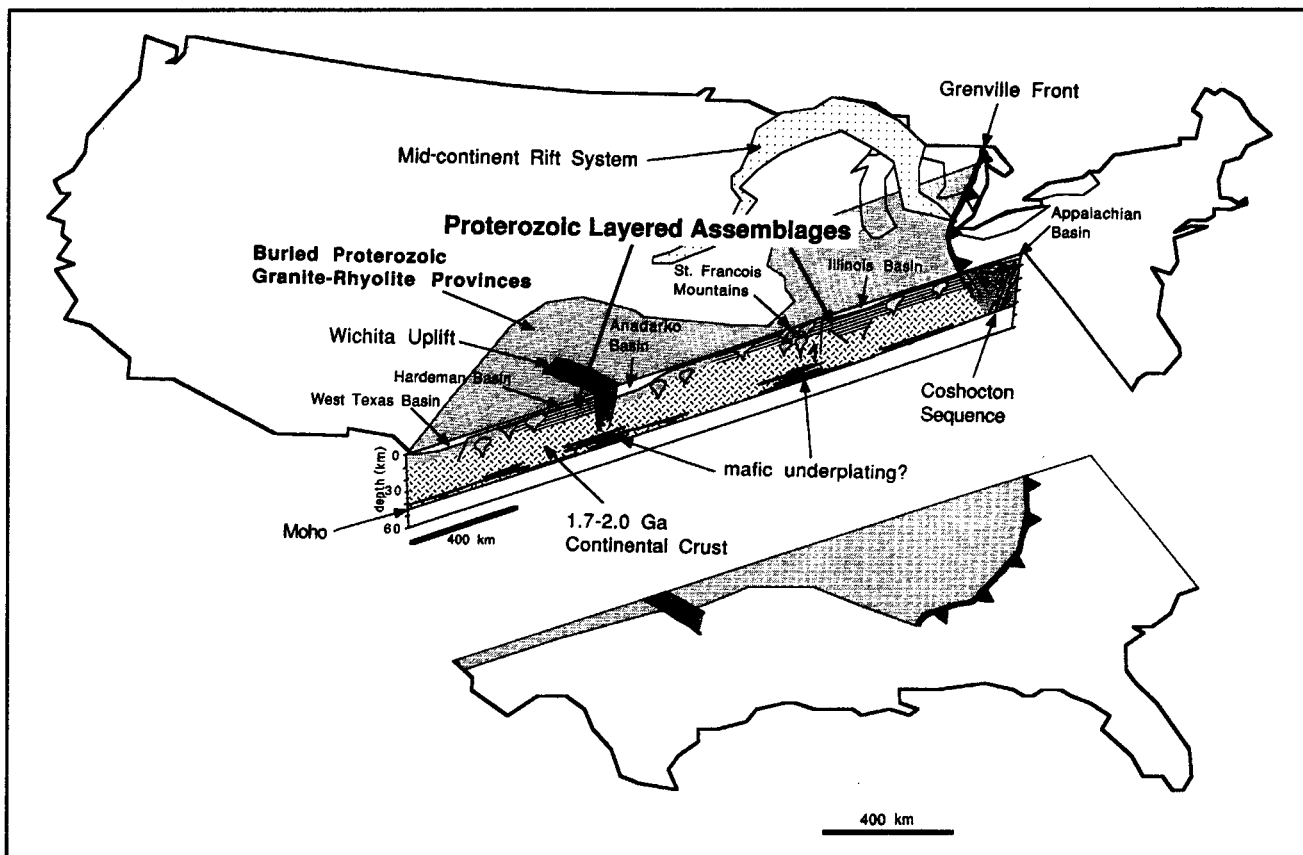 Grenville Front
Mid-continent Rift System
Proterozoic Layered Assemblages
Appalachian
Basin
Buried Proterozoic
Granite-Rhyolite Provinces
St. Francois
Mountains
Illinois Basin
Wichita Uplift
Anadarko
Basin
Hardeman Basin
West Texas Basin
Coshocton
Sequence
mafic underplating?
depth (km)
0
30
60
Moho
400 km
1.7-2.0 Ga
Continental Crust
400 km